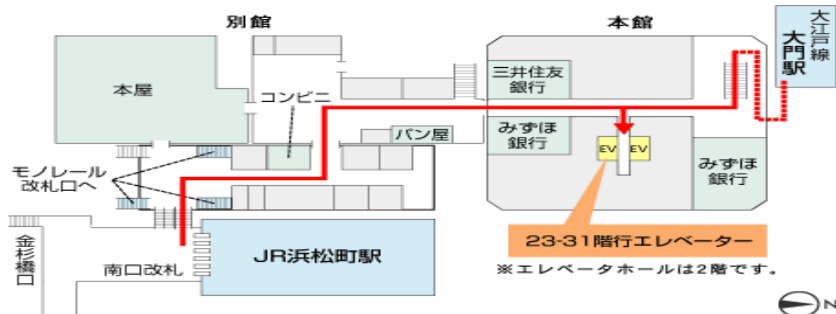 別館
本館
大江戸線
大門駅
本屋
コンビニ
三井住友
銀行
みずほ
銀行
パン屋
EV
EV
みずほ
銀行
モノレール
改札口へ
金杉橋口
南口改札
JR浜松町駅
23-31階行エレベーター
※エレベータホールは2階です。
N